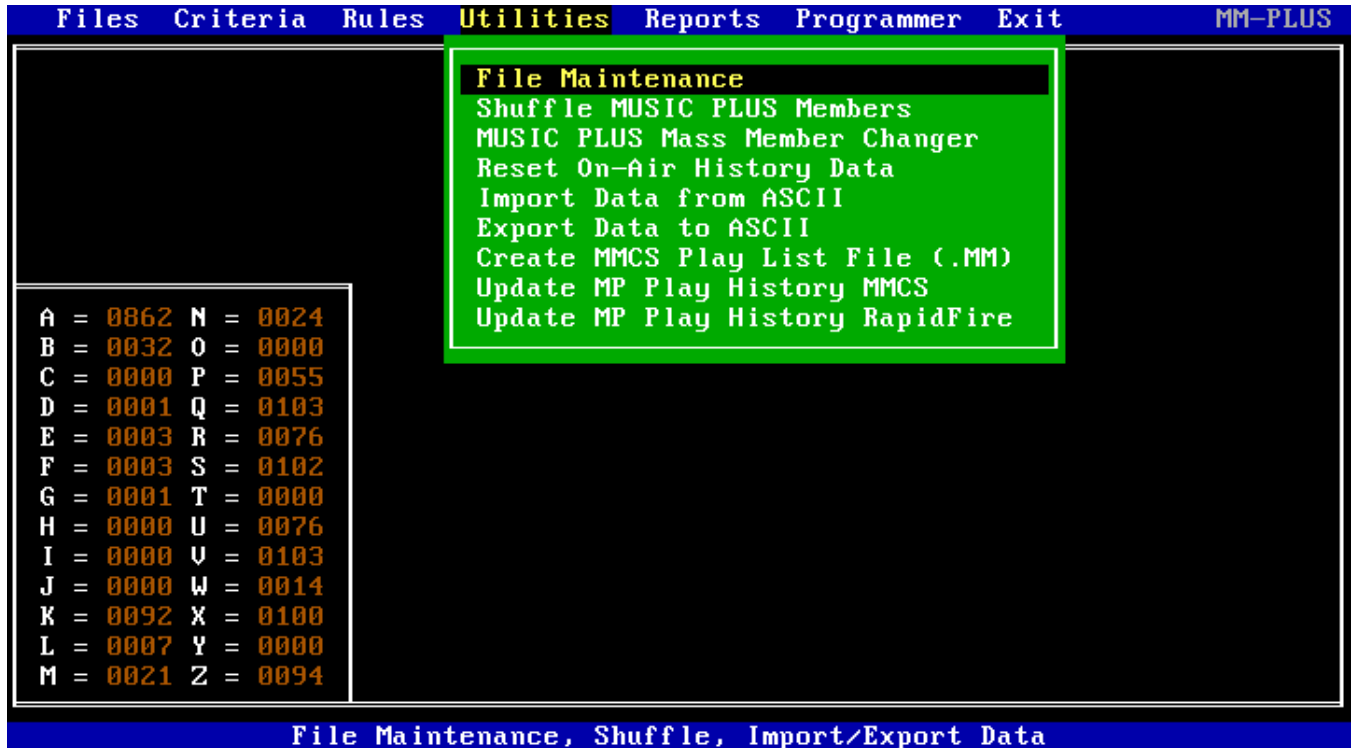 Files Criteria Rules Utilities Reports Programmer Exit MM-PLUS
File Maintenance
Shuffle MUSIC PLUS Members
MUSIC PLUS Mass Member Changer
Reset On-Air History Data
Import Data from ASCII
Export Data to ASCII
Create MMCS Play List File (.MM)
Update MP Play History MMCS
Update MP Play History RapidFire
A = 0862 N = 0024
B = 0032 O = 0000
C = 0000 P = 0055
D = 0001 Q = 0103
E = 0003 R = 0076
F = 0003 S = 0102
G = 0001 T = 0000
H = 0000 U = 0076
I = 0000 V = 0103
J = 0000 W = 0014
K = 0092 X = 0100
L = 0007 Y = 0000
M = 0021 Z = 0094
File Maintenance, Shuffle, Import/Export Data